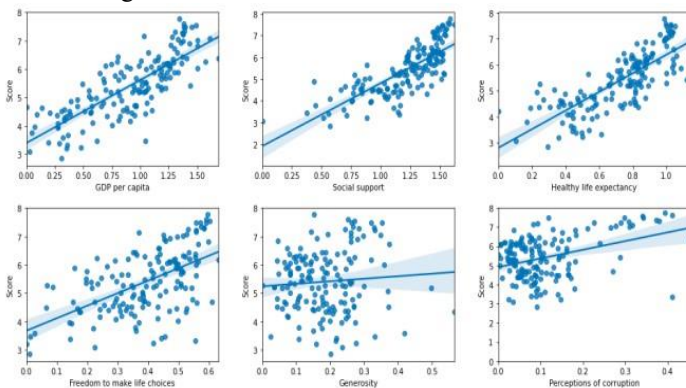 8
7
6
5
4
3
Score
0.00 0.25 0.50 0.75 1.00 1.25 1.50
GDP per capita
8
7
6
5
4
3
2
Score
0.00 0.25 0.50 0.75 1.00 1.25 1.50
Social support
8
7
6
5
4
3
Score
0.0 0.2 0.4 0.6 0.8 1.0
Healthy life expectancy
8
7
6
5
4
3
Score
0.0 0.1 0.2 0.3 0.4 0.5 0.6
Freedom to make life choices
8
7
6
5
4
3
Score
0.0 0.1 0.2 0.3 0.4 0.5
Generosity
8
7
6
5
4
3
2
1
0
Score
0.0 0.1 0.2 0.3 0.4
Perceptions of corruption